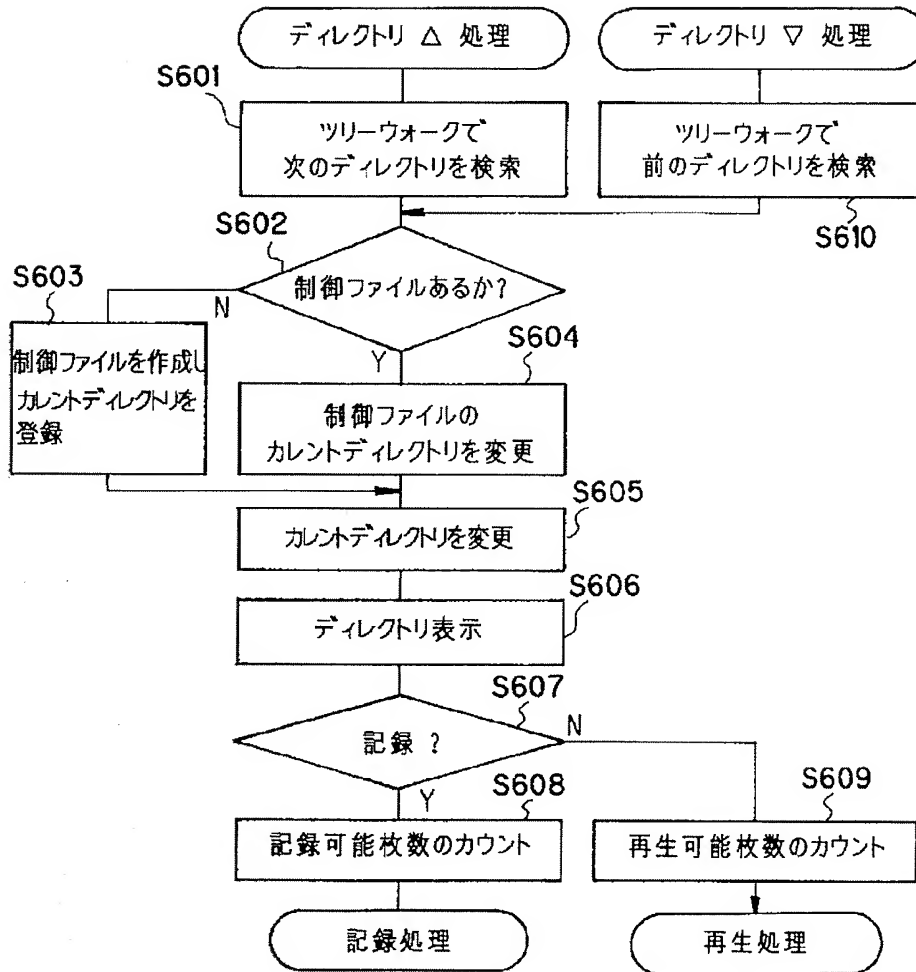 ディレクトリ △ 処理
ディレクトリ ▽ 処理
S601
ツリーウォークで
次のディレクトリを検索
ツリーウォークで
前のディレクトリを検索
S610
S602
制御ファイルあるか?
N
Y
S603
制御ファイルを作成し
カレントディレクトリを
登録
S604
制御ファイルの
カレントディレクトリを変更
S605
カレントディレクトリを変更
S606
ディレクトリ表示
S607
記録 ?
N
Y
S608
記録可能枚数のカウント
S609
再生可能枚数のカウント
記録処理
再生処理